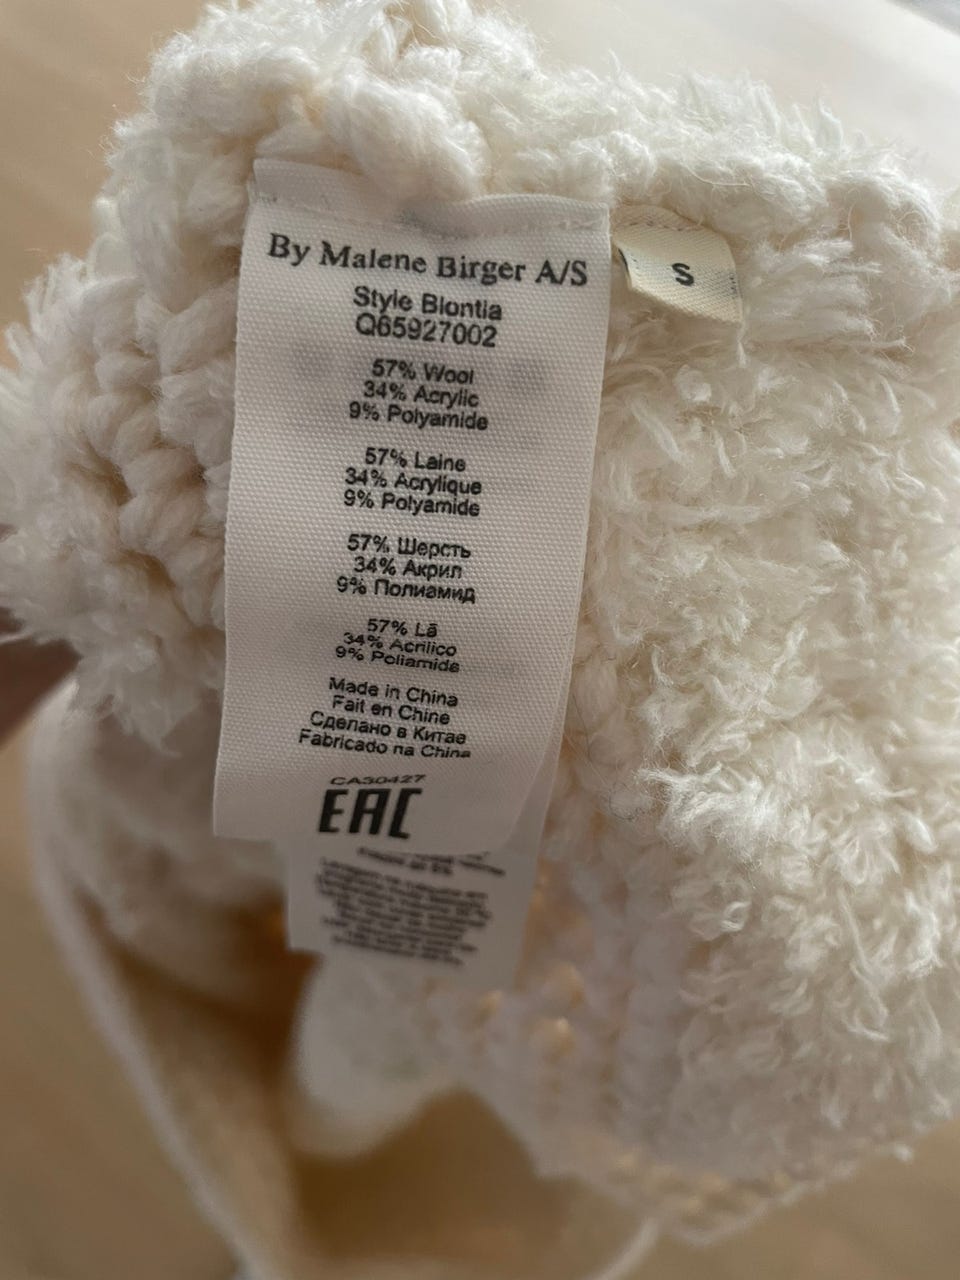 By Malene Birger A/S
Style Blontia
Q65927002
57% Wool
34% Acrylic
9% Polyamide
57% Laine
34% Acrylique
9% Polyamide
57% Шерсть
34% Акрил
9% Полиамид
57% Lã
34% Acrílico
9% Poliamida
Made in China
Fait en Chine
Сделано в Китае
Fabricado na China
CA30427
EAC
S